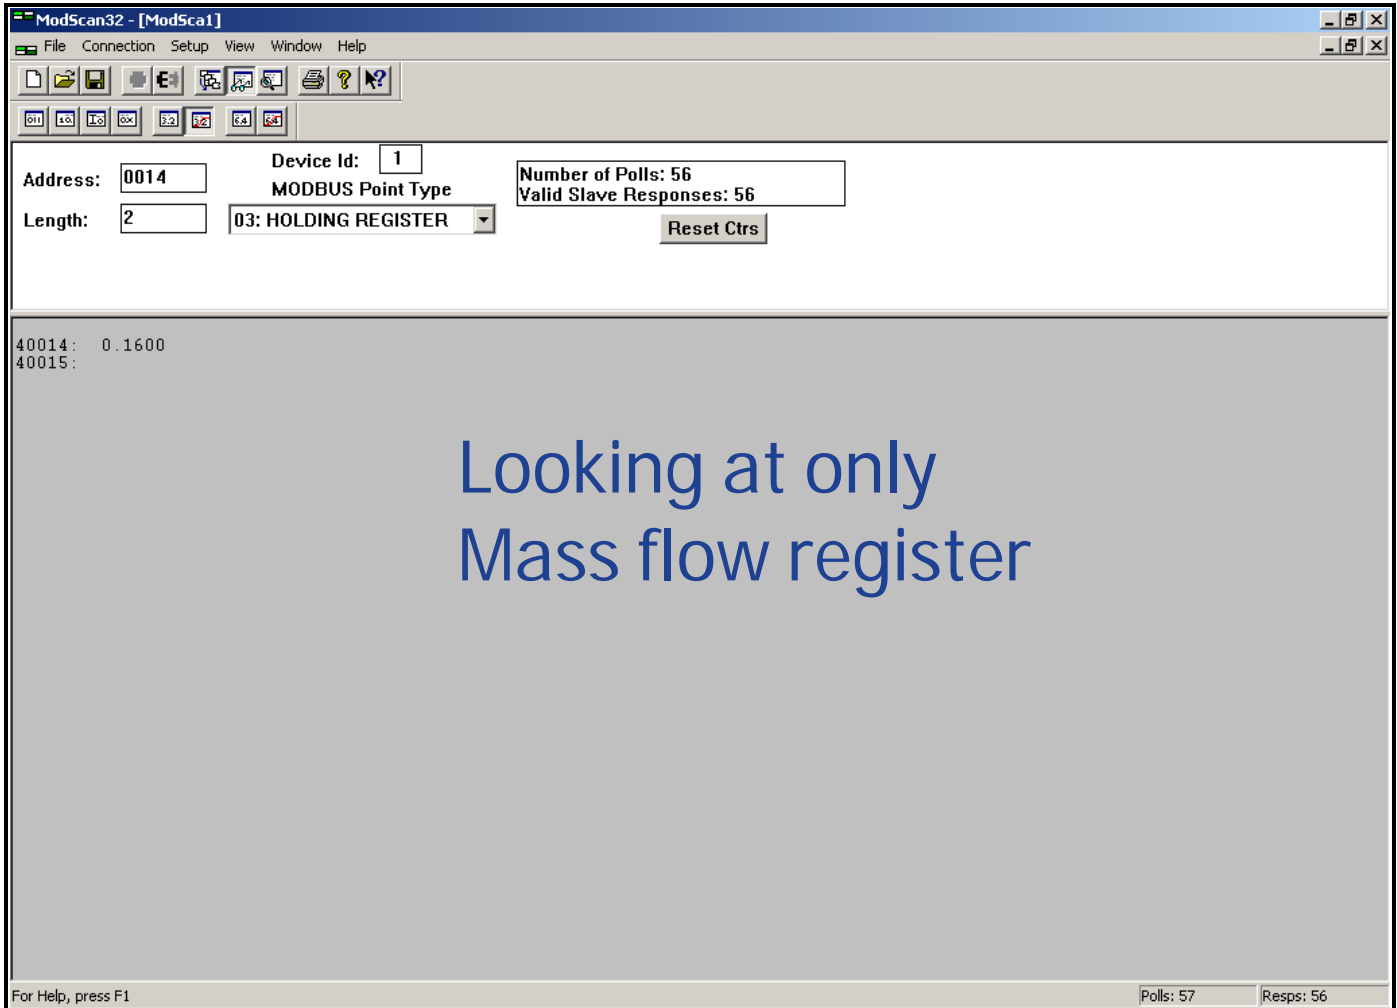 ModScan32 - [ModSca1]
File Connection Setup View Window Help
Address: 0014
Device Id: 1
MODBUS Point Type
Length: 2
03: HOLDING REGISTER
Number of Polls: 56
Valid Slave Responses: 56
Reset Ctrs
40014: 0.1600
40015:
Looking at only
Mass flow register
For Help, press F1
Polls: 57
Resps: 56